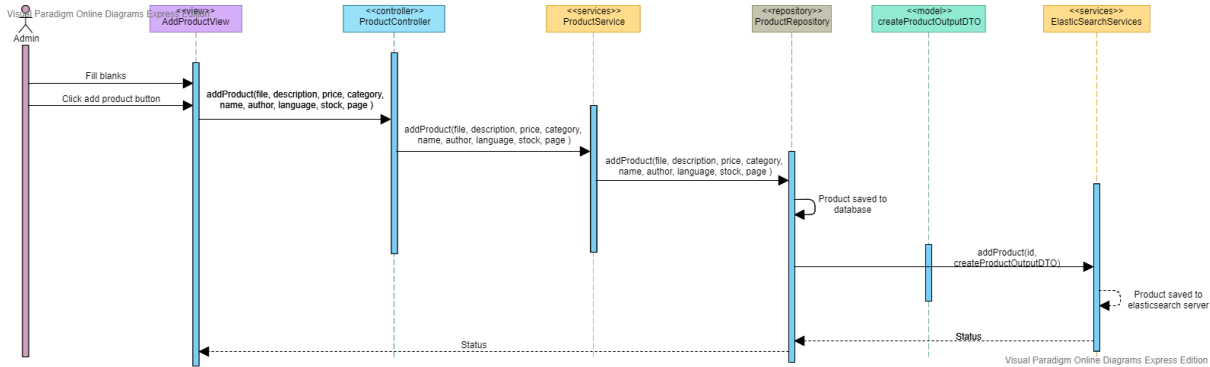 Visual Paradigm Online Diagrams Express Edition
<<view>>
AddProductView
<<controller>>
ProductController
<<services>>
ProductService
<<repository>>
ProductRepository
<<model>>
createProductOutputDTO
<<services>>
ElasticSearchServices
Admin
Fill blanks
Click add product button
addProduct(file, description, price, category,
name, author, language, stock, page )
addProduct(file, description, price, category,
name, author, language, stock, page )
addProduct(file, description, price, category,
name, author, language, stock, page )
Product saved to
database
addProduct(id,
createProductOutputDTO)
Product saved to
elasticsearch server
Status
Status
Visual Paradigm Online Diagrams Express Edition